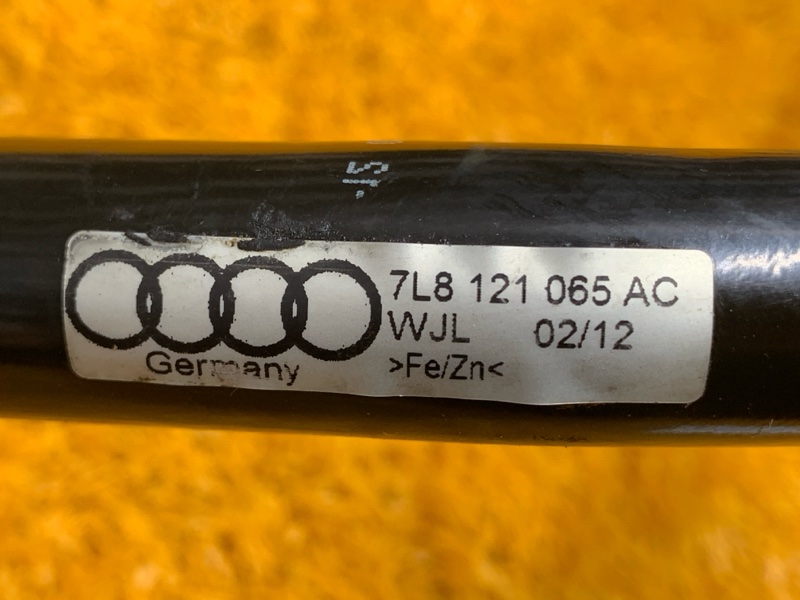 7L8 121 065 AC
WJL 02/12
Germany >Fe/Zn<